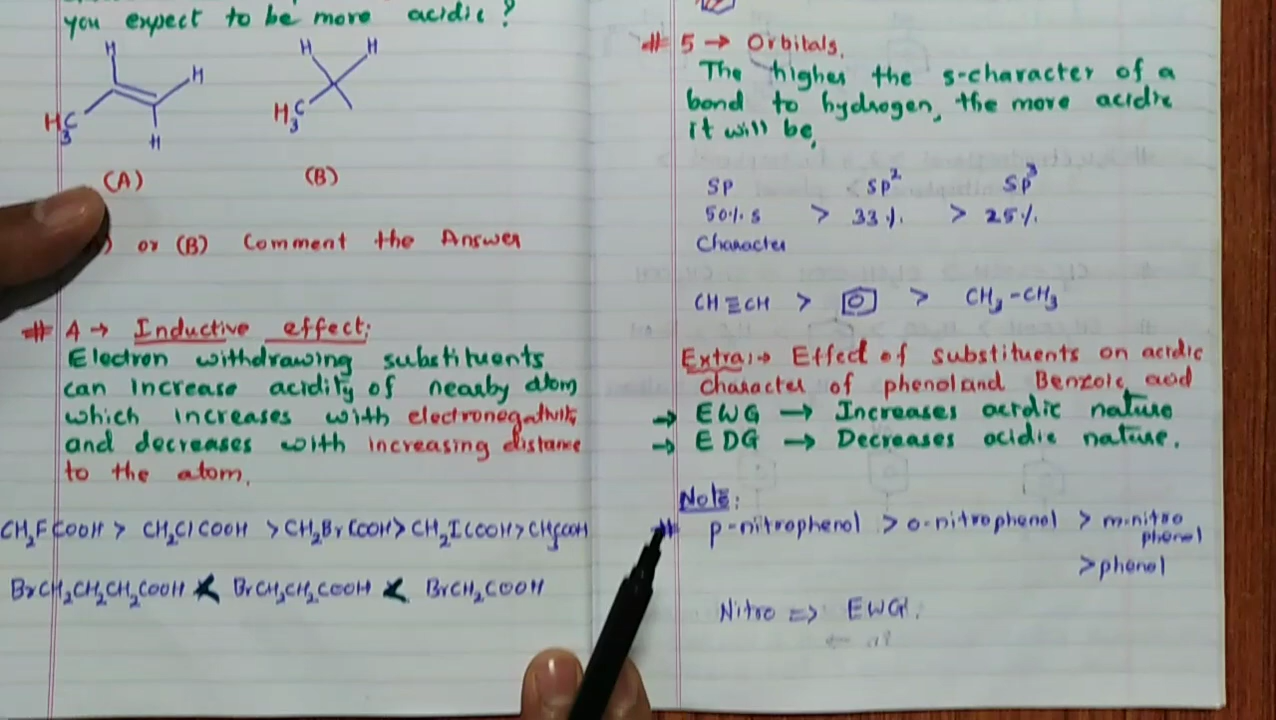 you expect to be more acidic?
H
H
H₃C
H
(A)
H
H
H₃C
(B)
or (B) Comment the Answer
# 4 → Inductive effect:
Electron withdrawing substituents
can increase acidity of nearby atom
which increases with electronegativity
and decreases with increasing distance
to the atom.
CH₂FCOOH > CH₂ClCOOH > CH₂BrCOOH > CH₂ICOOH > CH₃COOH
BrCH₂CH₂CH₂COOH < BrCH₂CH₂COOH < BrCH₂COOH
# 5 → Orbitals.
The higher the s-character of a
bond to hydrogen, the more acidic
it will be,
SP SP² SP³
50% s > 33% > 25%
Character
CH≡CH > > CH₃-CH₃
Extra:→ Effect of substituents on acidic
character of phenol and Benzoic acid
→ EWG → Increases acidic nature
→ EDG → Decreases acidic nature.
Note:
# p-nitrophenol > o-nitrophenol > m-nitro
phenol
> phenol
Nitro => EWG.